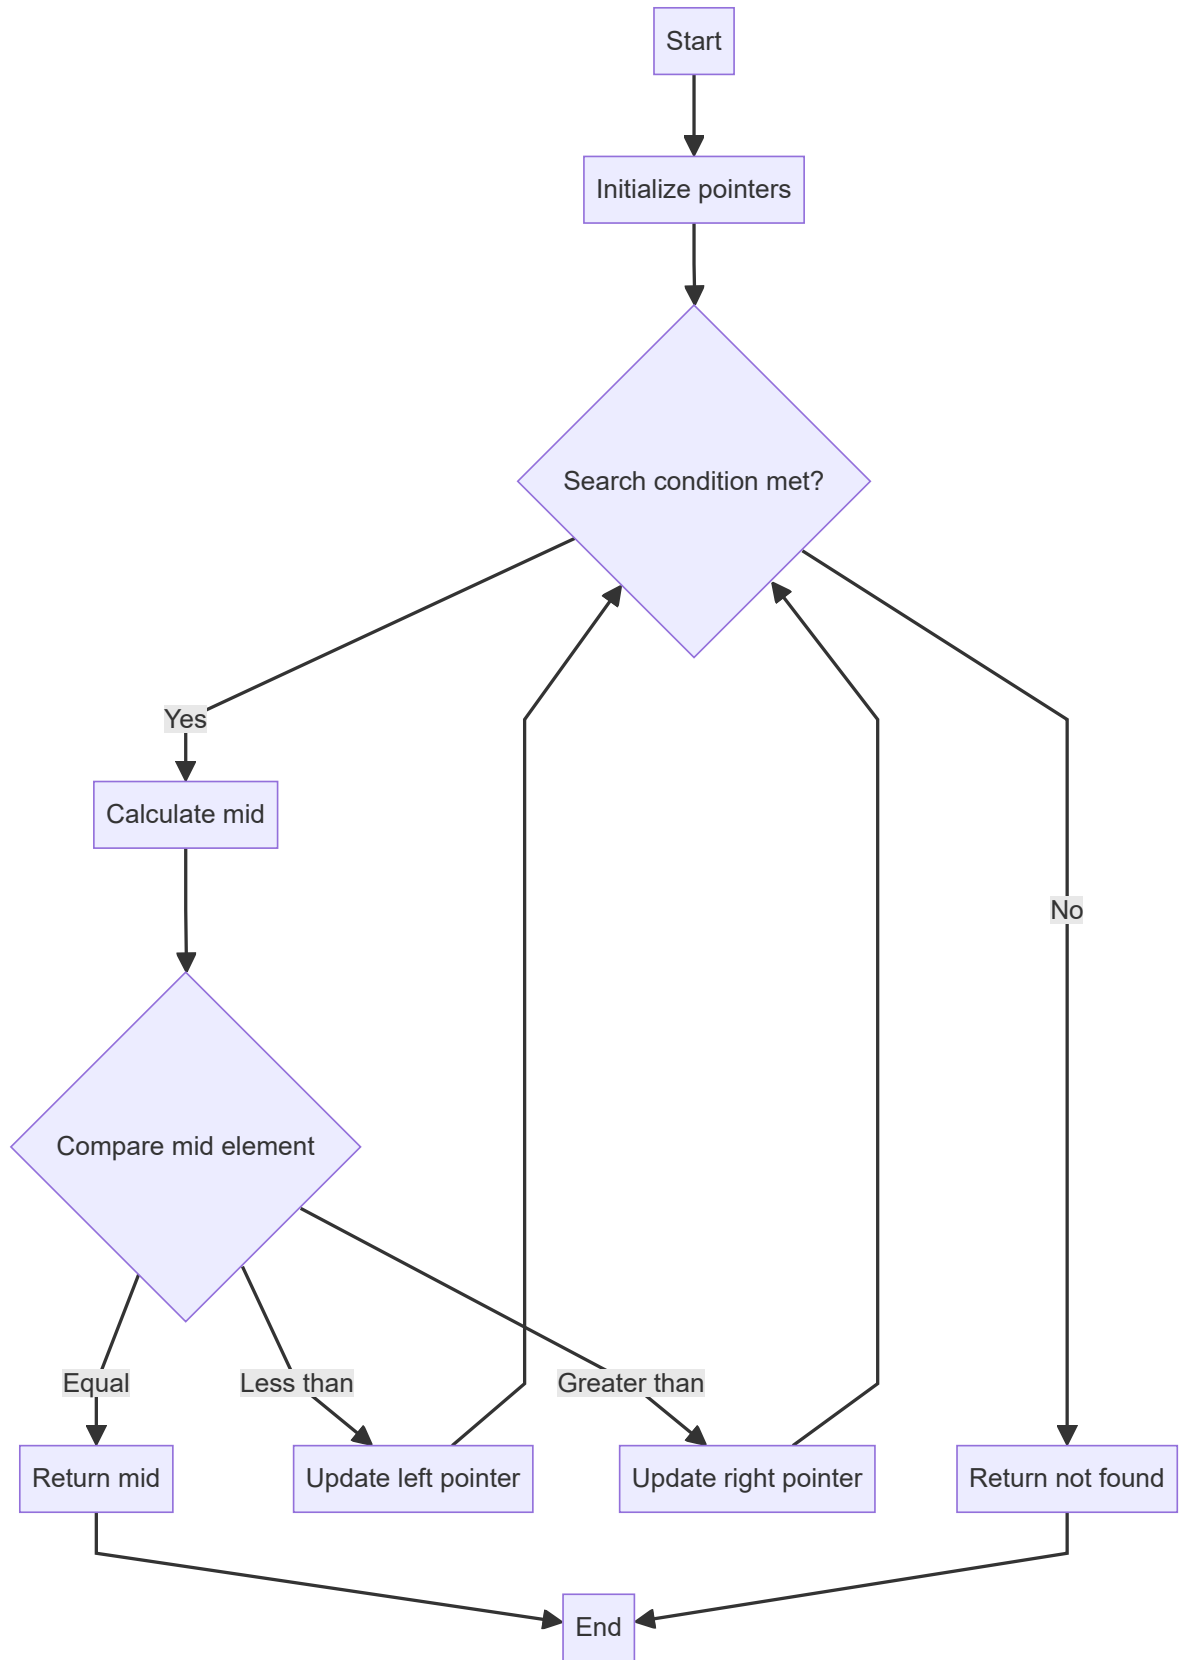 Start
Initialize pointers
Search condition met?
Yes
Calculate mid
No
Compare mid element
Equal
Less than
Greater than
Return mid
Update left pointer
Update right pointer
Return not found
End